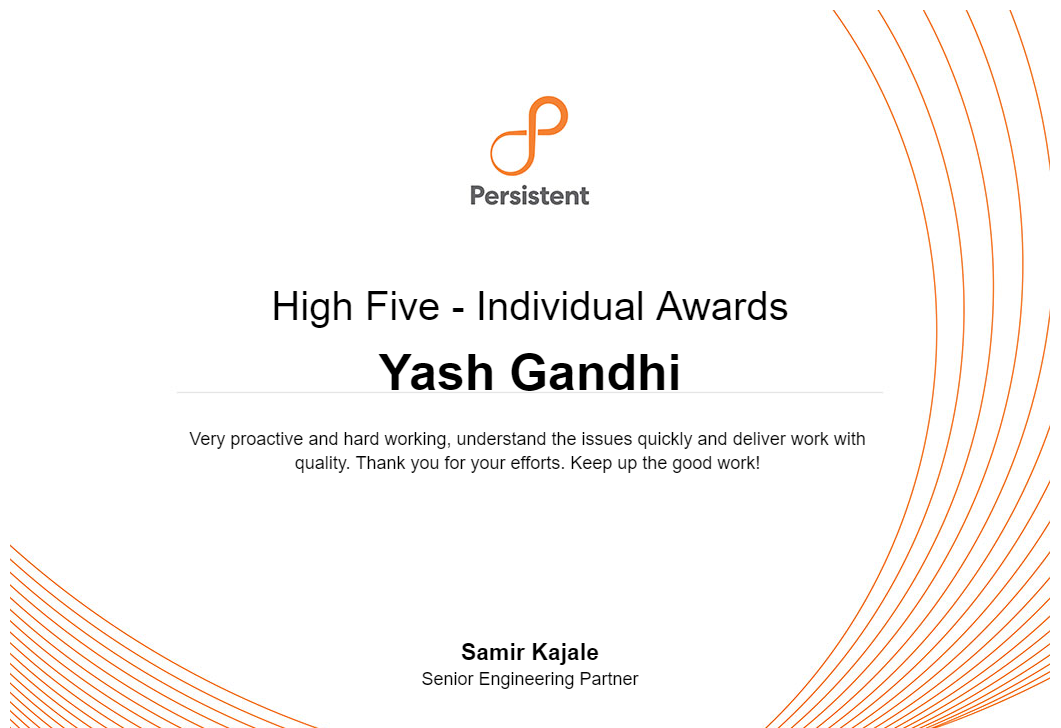 Persistent
High Five - Individual Awards
Yash Gandhi
Very proactive and hard working, understand the issues quickly and deliver work with
quality. Thank you for your efforts. Keep up the good work!
Samir Kajale
Senior Engineering Partner